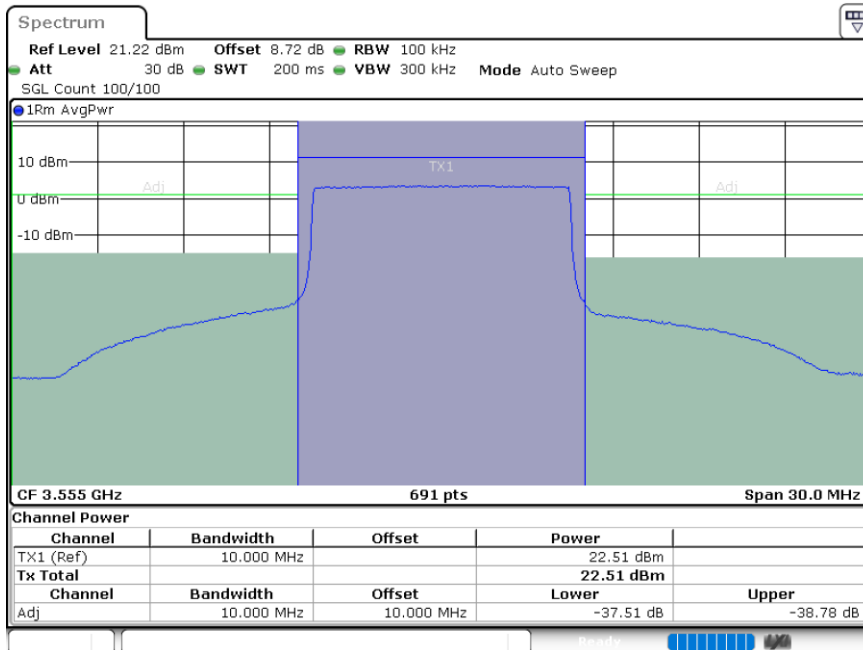 Spectrum
Ref Level 21.22 dBm Offset 8.72 dB RBW 100 kHz
Att 30 dB SWT 200 ms VBW 300 kHz Mode Auto Sweep
SGL Count 100/100
1Rm AvgPwr
10 dBm
TX1
Adj Adj
0 dBm
-10 dBm
CF 3.555 GHz 691 pts Span 30.0 MHz
Channel Power
Channel Bandwidth Offset Power
TX1 (Ref) 10.000 MHz 22.51 dBm
Tx Total 22.51 dBm
Channel Bandwidth Offset Lower Upper
Adj 10.000 MHz 10.000 MHz -37.51 dB -38.78 dB
Ready